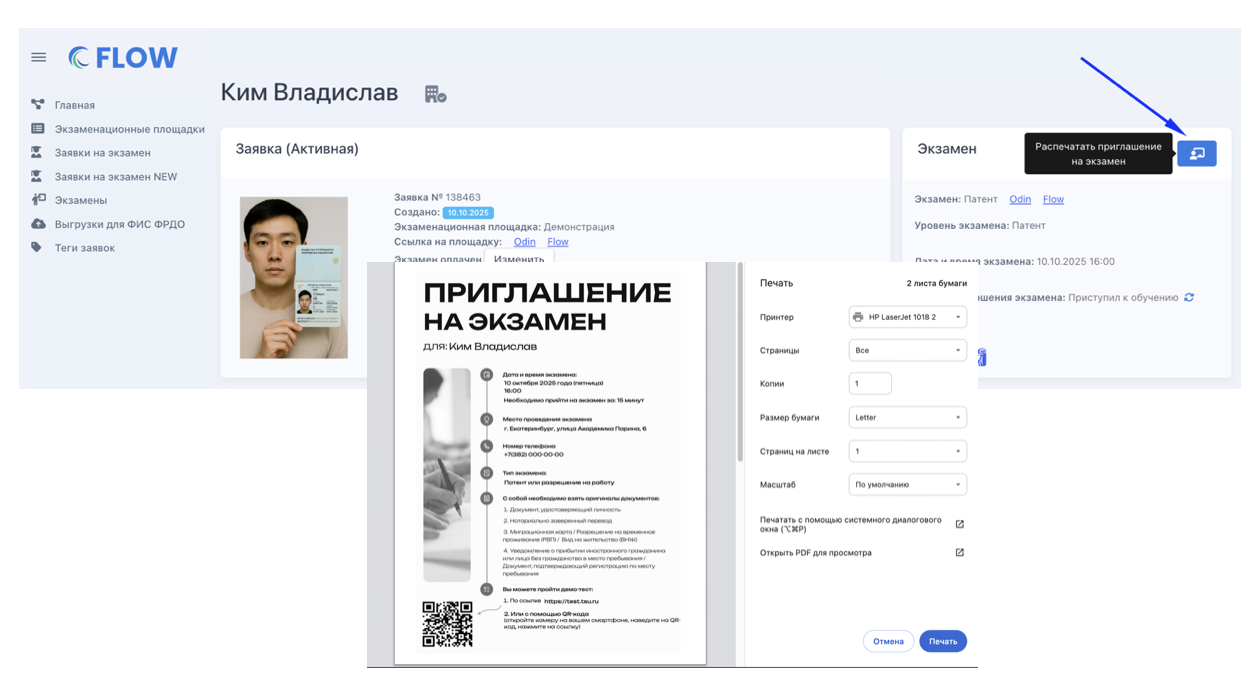 FLOW
Главная
Экзаменационные площадки
Заявки на экзамен
Заявки на экзамен NEW
Экзамены
Выгрузки для ФИС ФРДО
Теги заявок
Ким Владислав
Заявка (Активная)
Заявка № 138463
Создано: 10.10.2025
Экзаменационная площадка: Демонстрация
Ссылка на площадку: Odin Flow
Экзамен оплачен Изменить
Экзамен
Распечатать приглашение
на экзамен
Экзамен: Патент Odin Flow
Уровень экзамена: Патент
Дата и время экзамена: 10.10.2025 16:00
экзамена: Приступил к обучению
ПРИГЛАШЕНИЕ
НА ЭКЗАМЕН
для: Ким Владислав
Дата и время экзамена:
10 октября 2025 года (пятница)
16:00
Необходимо прийти на экзамен за: 15 минут
Место проведения экзамена
г. Екатеринбург, улица Академика Парина, 6
Номер телефона
+7(382) 000-00-00
Тип экзамена:
Патент или разрешение на работу
С собой необходимо взять оригиналы документов:
1. Документ, удостоверяющий личность
2. Нотариально заверенный перевод
3. Миграционная карта / Разрешение на временное
проживание (РВП) / Вид на жительство (ВНЖ)
4. Уведомление о прибытии иностранного гражданина
или лица без гражданства в место пребывания /
Документ, подтверждающий регистрацию по месту
пребывания
Вы можете пройти демо-тест:
1. По ссылке https://test.tsu.ru
2. Или с помощью QR-кода
(откройте камеру на вашем смартфоне, наведите на QR-
код, нажмите на ссылку)
Печать 2 листа бумаги
Принтер HP LaserJet 1018 2
Страницы Все
Копии 1
Размер бумаги Letter
Страниц на листе 1
Масштаб По умолчанию
Печатать с помощью системного диалогового
окна (⌥⌘P)
Открыть PDF для просмотра
Отмена Печать